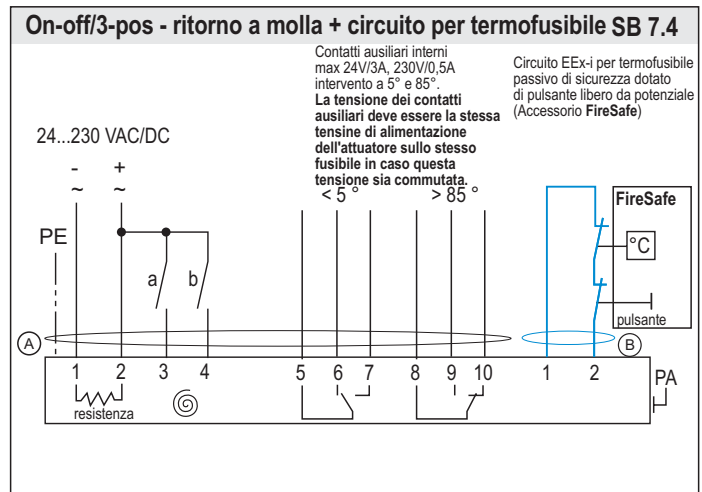 On-off/3-pos - ritorno a molla + circuito per termofusibile SB 7.4
Contatti ausiliari interni
max 24V/3A, 230V/0,5A
intervento a 5° e 85°.
La tensione dei contatti
ausiliari deve essere la stessa
tensine di alimentazione
dell'attuatore sullo stesso
fusibile in caso questa
tensione sia commutata.
Circuito EEx-i per termofusibile
passivo di sicurezza dotato
di pulsante libero da potenziale
(Accessorio FireSafe)
24...230 VAC/DC
- +
~ ~
< 5 ° > 85 °
FireSafe
PE
°C
a b
pulsante
A B
1 2 3 4 5 6 7 8 9 10 1 2
PA
resistenza